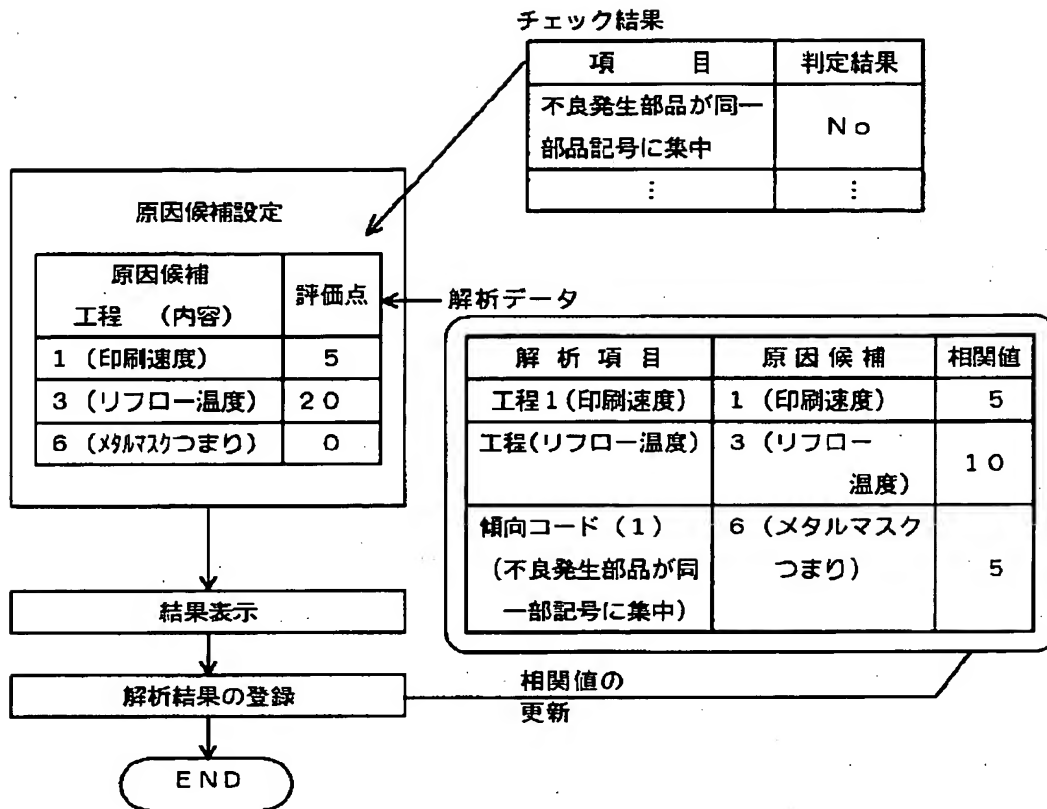 チェック結果
項 目 判定結果
不良発生部品が同一
部品記号に集中
No
⋮ ⋮
原因候補設定
原因候補
工程 (内容)
評価点
1 (印刷速度) 5
3 (リフロー温度) 20
6 (メタルマスクつまり) 0
解析データ
解析項目 原因候補 相関値
工程1(印刷速度) 1 (印刷速度) 5
工程(リフロー温度) 3 (リフロー
温度)
10
傾向コード (1)
(不良発生部品が同
一部記号に集中)
6 (メタルマスク
つまり)
5
結果表示
解析結果の登録
相関値の
更新
END